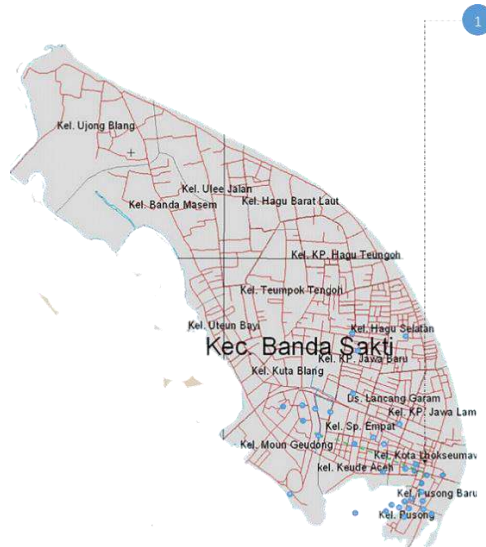 1
Kel. Ujong Blang
Kel. Ulee Jalan
Kel. Banda Masem
Kel. Hagu Barat Laut
Kel. KP. Hagu Teungoh
Kel. Teumpok Tengoh
Kel. Uteun Bayi
Kel. Hagu Selatan
Kec. Banda Sakti
Kel. KP. Jawa Baru
Kel. Kuta Blang
Ds. Lancang Garam
Kel. KP. Jawa Lam
Kel. Sp. Empat
Kel. Moun Geudong
Kel. Kota Lhokseumav
kel. Keude Aceh
Kel. Pusong Baru
Kel. Pusong